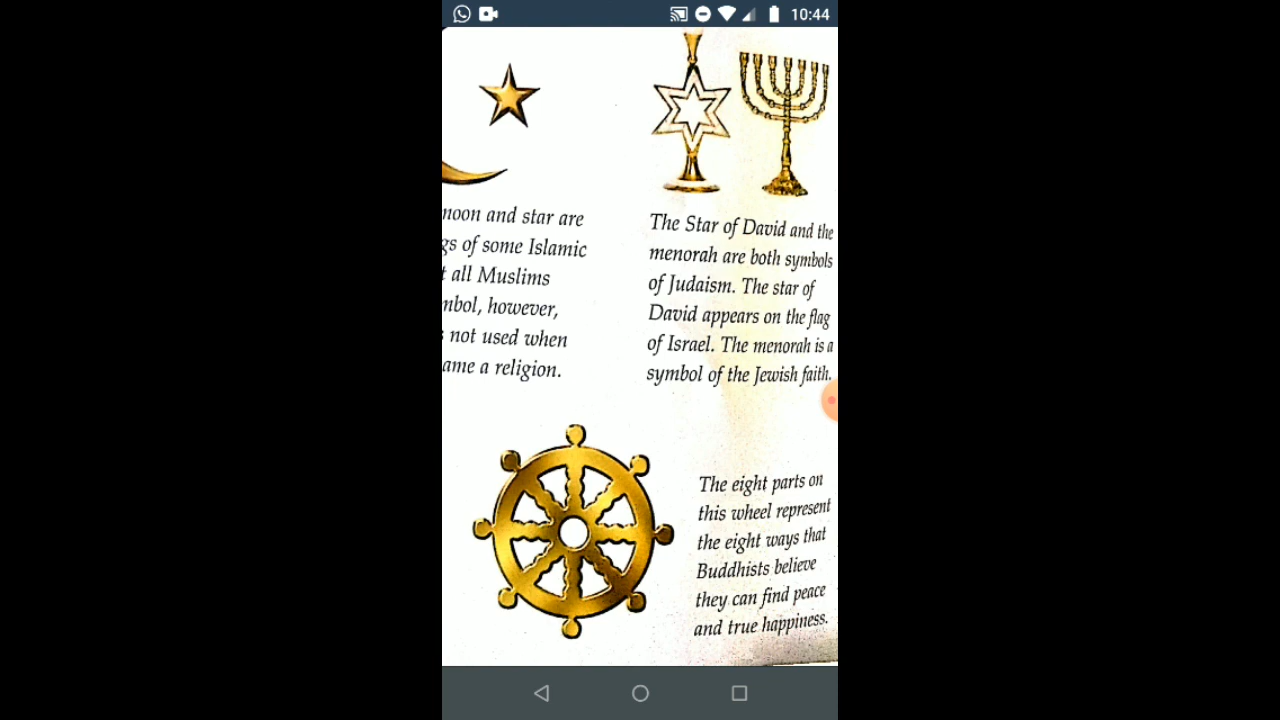 10:44
noon and star are
gs of some Islamic
t all Muslims
nbol, however,
s not used when
ame a religion.
The Star of David and the
menorah are both symbols
of Judaism. The star of
David appears on the flag
of Israel. The menorah is a
symbol of the Jewish faith.
The eight parts on
this wheel represent
the eight ways that
Buddhists believe
they can find peace
and true happiness.